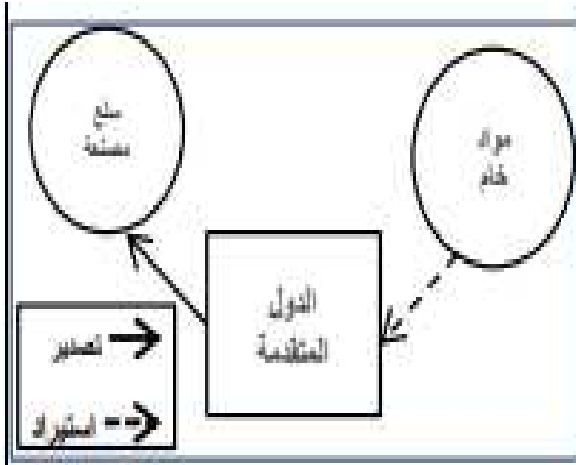 سلع
مصنعة
مواد
خام
الدول
المتقدمة
تصدير
استيراد